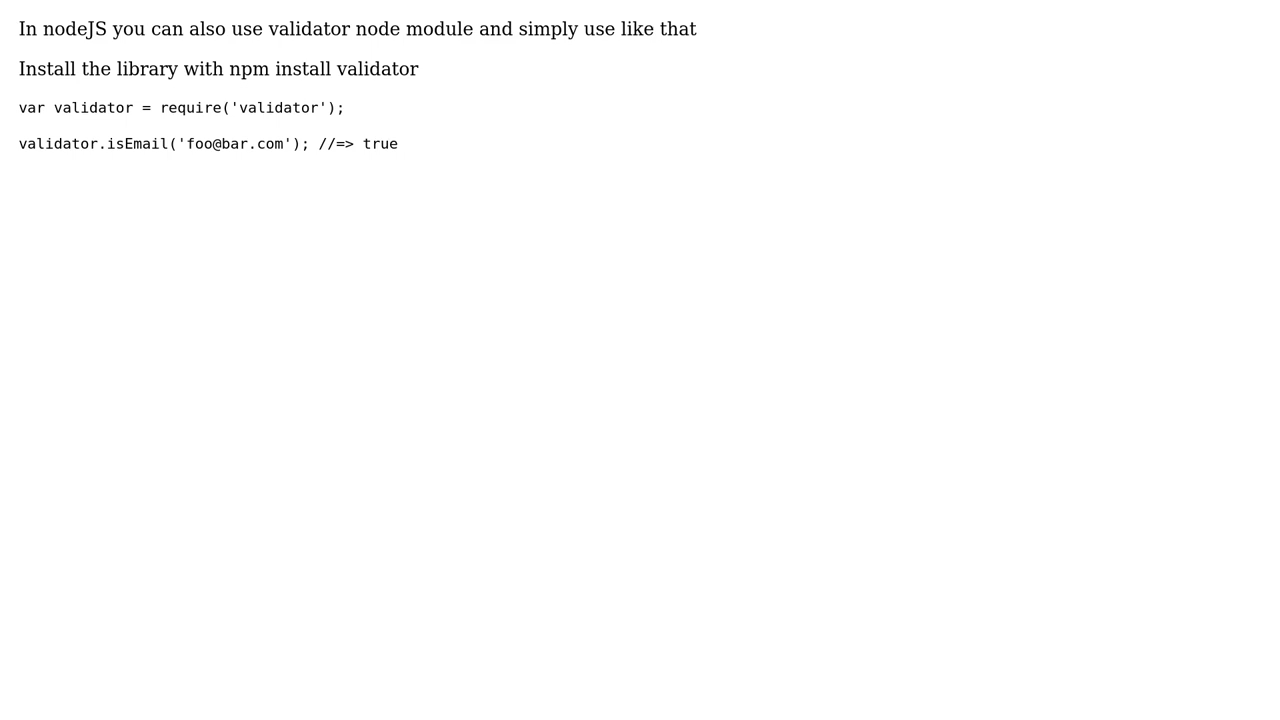 In nodeJS you can also use validator node module and simply use like that
Install the library with npm install validator
var validator = require('validator');
validator.isEmail('foo@bar.com'); //=> true